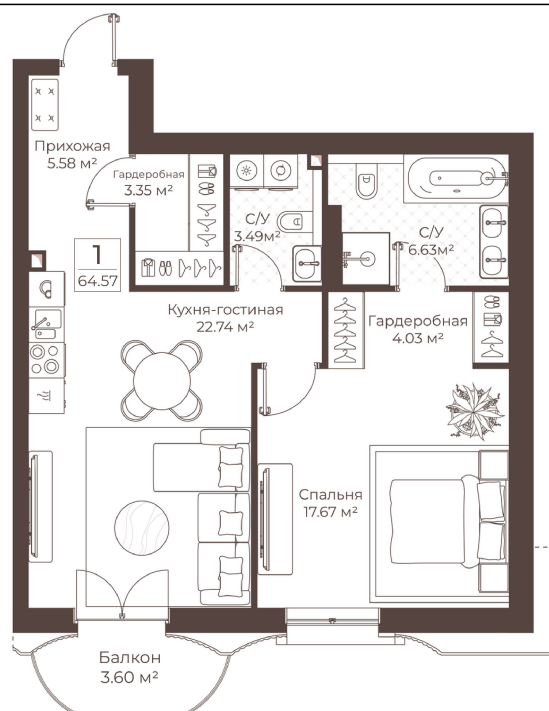 Прихожая
5.58 м²
Гардеробная
3.35 м²
С/У
3.49м²
С/У
6.63м²
1
64.57
Кухня-гостиная
22.74 м²
Гардеробная
4.03 м²
Спальня
17.67 м²
Балкон
3.60 м²